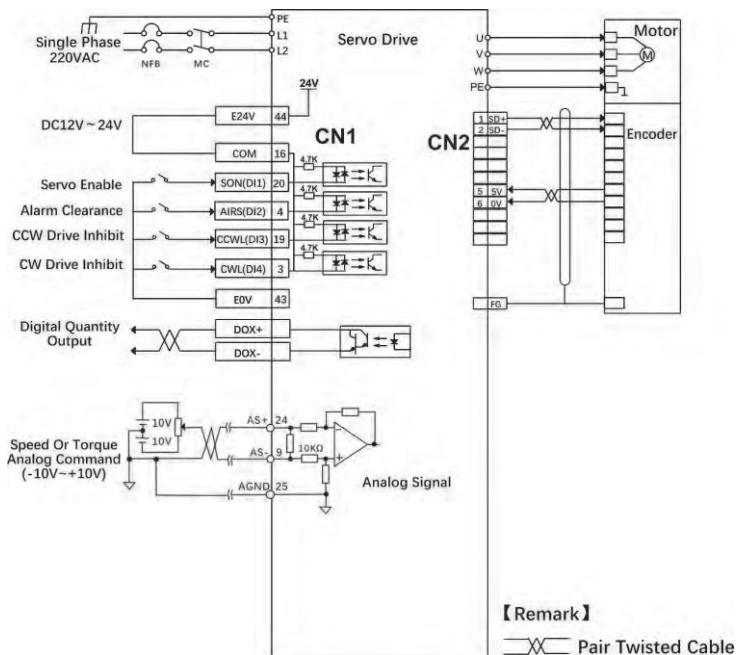 PE
Single Phase
220VAC
L1
L2
NFB
MC
Servo Drive
U
V
W
PE
Motor
M
24V
E24V 44
DC12V~24V
CN1
COM 16
4.7K
Servo Enable
SON(DI1) 20
4.7K
Alarm Clearance
AIRS(DI2) 4
4.7K
CCW Drive Inhibit
CCWL(DI3) 19
4.7K
CW Drive Inhibit
CWL(DI4) 3
E0V 43
CN2
1 SD+
2 SD-
5 5V
6 0V
FG
Encoder
Digital Quantity
Output
DOX+
DOX-
10V
10V
AS+ 24
AS- 9
10KΩ
Speed Or Torque
Analog Command
(-10V~+10V)
AGND 25
Analog Signal
【Remark】
Pair Twisted Cable